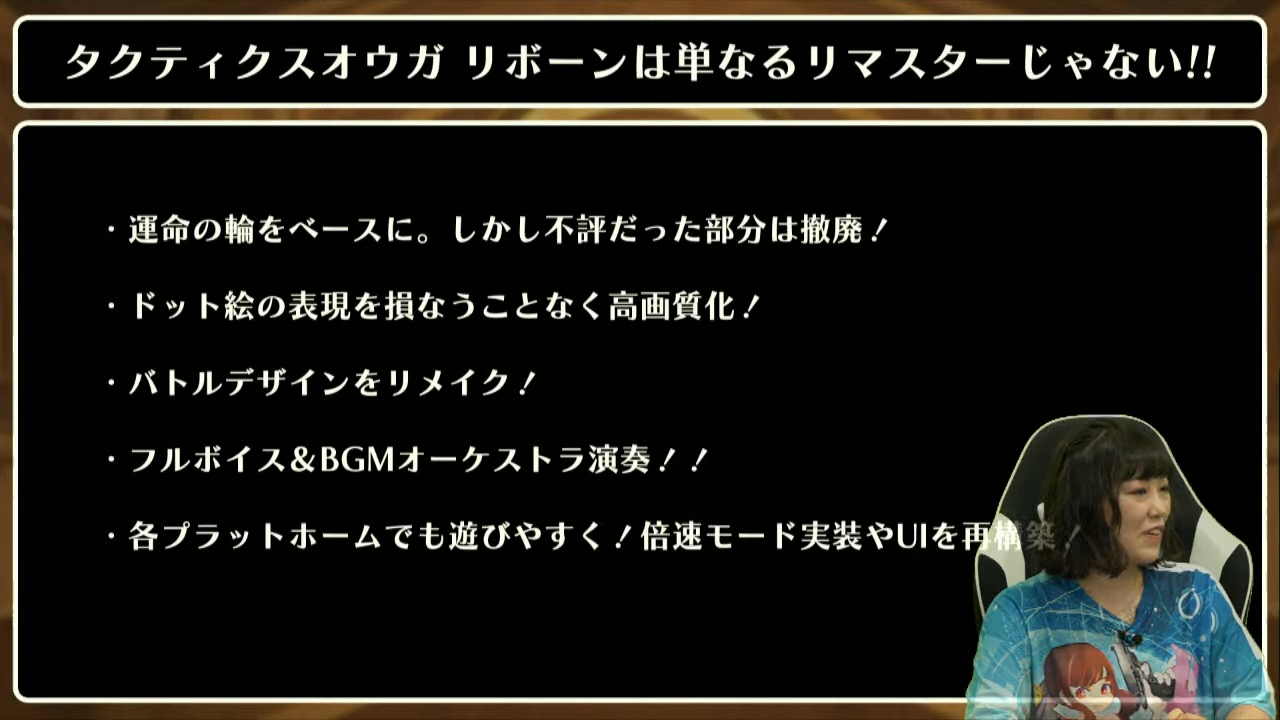 タクティクスオウガ リボーンは単なるリマスターじゃない!!
・運命の輪をベースに。しかし不評だった部分は撤廃！
・ドット絵の表現を損なうことなく高画質化！
・バトルデザインをリメイク！
・フルボイス&BGMオーケストラ演奏！！
・各プラットホームでも遊びやすく！倍速モード実装やUIを再構築！